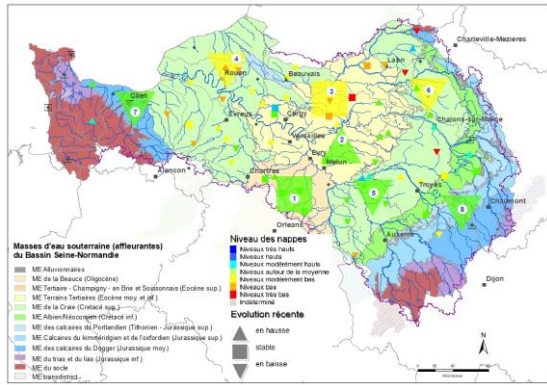 Charleville-Mezieres
Laon
Rouen
Beauvais
4
3
6
Caen
7
Evreux
Cergy
Chalons-sur-Marne
Versailles
2
Evry
Melun
Alencon
Chartres
1
5
Troyes
8
Chaumont
Orleans
Auxerre
Dijon
Masses d'eau souterraine (affleurantes)
du Bassin Seine-Normandie
ME Alluvionnaires
ME de la Beauce (Oligocène)
ME Tertiaire - Champigny - en Brie et Soissonnais (Eocène sup.)
ME Terrains Tertiaires (Eocène moy. et inf.)
ME de la Craie (Cretacé sup.)
ME Albien/Néocomien (Crétacé inf.)
ME des calcaires du Portlandien (Tithonien - Jurassique sup.)
ME Calcaires du kimméridgien et de l'oxfordien (Jurassique sup.)
ME des calcaires du Dogger (Jurassique moy.)
ME du trias et du lias (Jurassique inf.)
ME du socle
ME transdistrict
Niveau des nappes
Niveaux très hauts
Niveaux hauts
Niveaux modérément hauts
Niveaux autour de la moyenne
Niveaux modérément bas
Niveaux bas
Niveaux très bas
Indeterminé
Evolution récente
en hausse
stable
en baisse
N